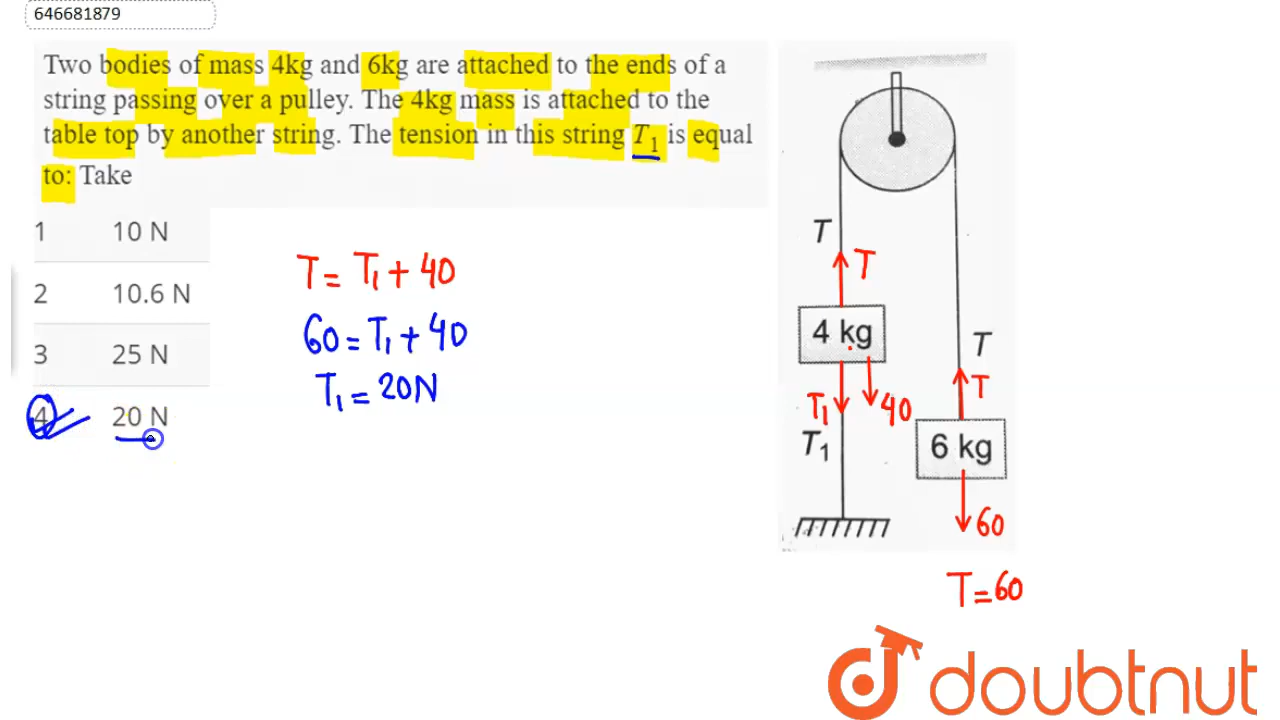 646681879
Two bodies of mass 4kg and 6kg are attached to the ends of a
string passing over a pulley. The 4kg mass is attached to the
table top by another string. The tension in this string T₁ is equal
to: Take
1 10 N
2 10.6 N
3 25 N
4 20 N
T = T₁ + 40
60 = T₁ + 40
T₁ = 20N
T
T
4 kg
T
T
T₁
40
T₁
6 kg
60
T = 60
doubtnut